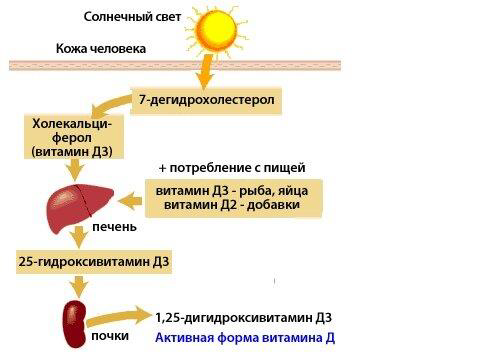 Солнечный свет
Кожа человека
7-дегидрохолестерол
Холекальци-
ферол
(витамин Д3)
+ потребление с пищей
витамин Д3 - рыба, яйца
витамин Д2 - добавки
печень
25-гидроксивитамин Д3
1,25-дигидроксивитамин Д3
почки
Активная форма витамина Д